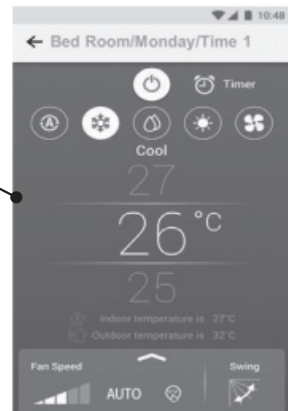 10:48
← Bed Room/Monday/Time 1
Timer
A
Cool
27
26°C
25
Indoor temperature is 27°C
Outdoor temperature is 32°C
Fan Speed
Swing
AUTO